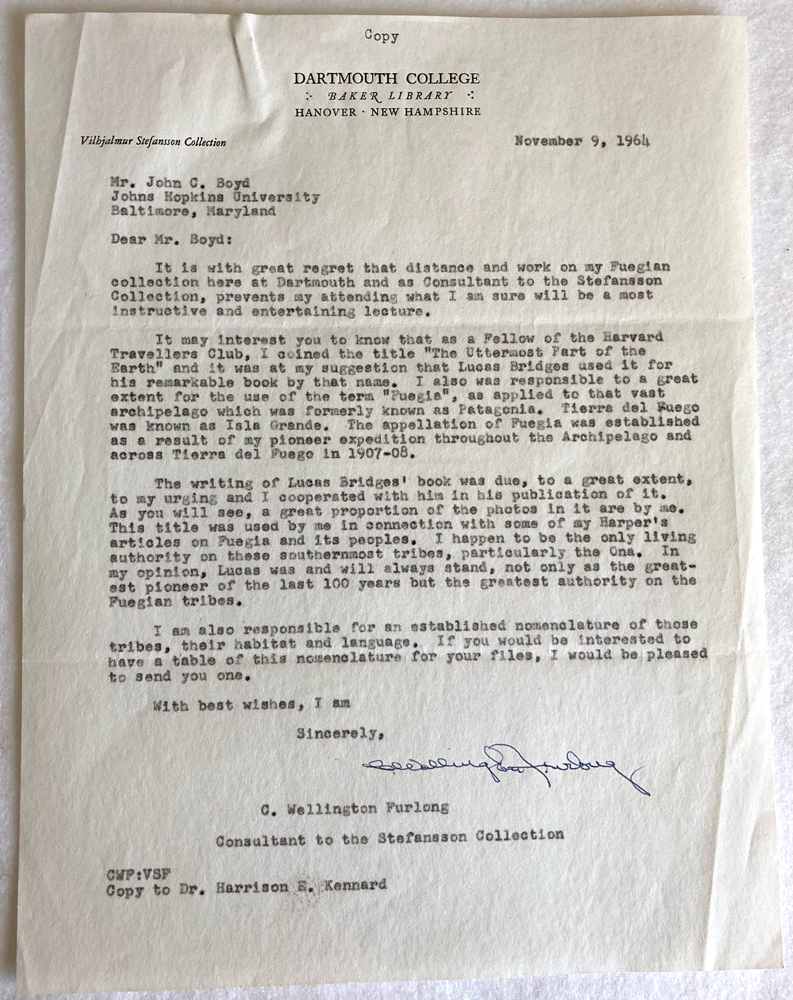 Copy
DARTMOUTH COLLEGE
BAKER LIBRARY
HANOVER · NEW HAMPSHIRE
Vilhjalmur Stefansson Collection
November 9, 1964
Mr. John C. Boyd
Johns Hopkins University
Baltimore, Maryland
Dear Mr. Boyd:
It is with great regret that distance and work on my Fuegian
collection here at Dartmouth and as Consultant to the Stefansson
Collection, prevents my attending what I am sure will be a most
instructive and entertaining lecture.
It may interest you to know that as a Fellow of the Harvard
Travellers Club, I coined the title "The Uttermost Part of the
Earth" and it was at my suggestion that Lucas Bridges used it for
his remarkable book by that name. I also was responsible to a great
extent for the use of the term "Fuegia", as applied to that vast
archipelago which was formerly known as Patagonia. Tierra del Fuego
was known as Isla Grande. The appellation of Fuegia was established
as a result of my pioneer expedition throughout the Archipelago and
across Tierra del Fuego in 1907-08.
The writing of Lucas Bridges' book was due, to a great extent,
to my urging and I cooperated with him in his publication of it.
As you will see, a great proportion of the photos in it are by me.
This title was used by me in connection with some of my Harper's
articles on Fuegia and its peoples. I happen to be the only living
authority on these southernmost tribes, particularly the Ona. In
my opinion, Lucas was and will always stand, not only as the great-
est pioneer of the last 100 years but the greatest authority on the
Fuegian tribes.
I am also responsible for an established nomenclature of those
tribes, their habitat and language. If you would be interested to
have a table of this nomenclature for your files, I would be pleased
to send you one.
With best wishes, I am
Sincerely,
C Wellington Furlong
C. Wellington Furlong
Consultant to the Stefansson Collection
CWF:VSF
Copy to Dr. Harrison E. Kennard